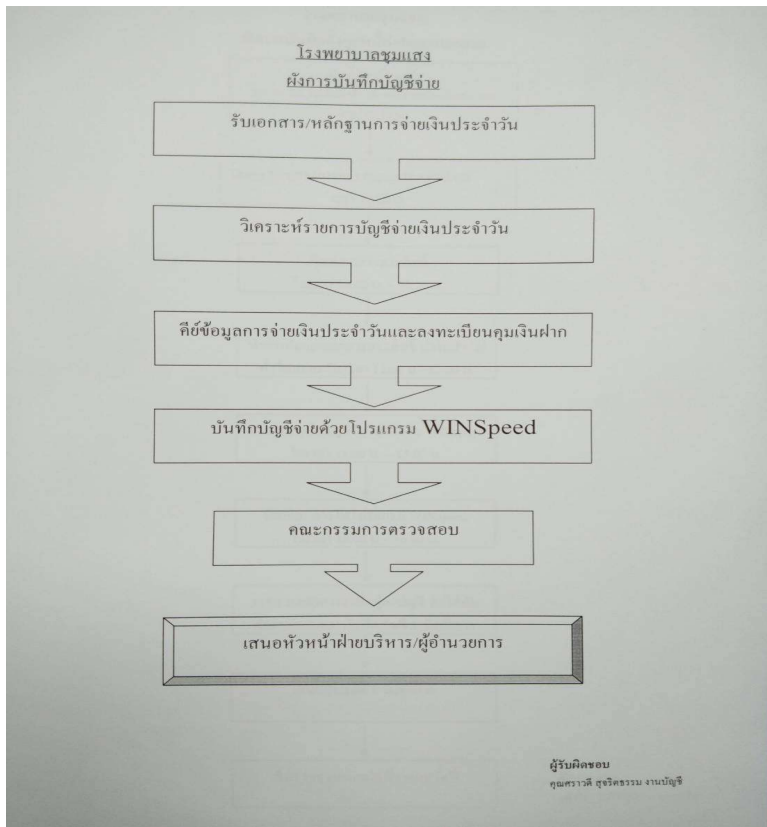 โรงพยาบาลชุมแสง
ผังการบันทึกบัญชีจ่าย
รับเอกสาร/หลักฐานการจ่ายเงินประจำวัน
วิเคราะห์รายการบัญชีจ่ายเงินประจำวัน
คีย์ข้อมูลการจ่ายเงินประจำวันและลงทะเบียนคุมเงินฝาก
บันทึกบัญชีจ่ายด้วยโปรแกรม WINSpeed
คณะกรรมการตรวจสอบ
เสนอหัวหน้าฝ่ายบริหาร/ผู้อำนวยการ
ผู้รับผิดชอบ
คุณศราวดี สุจริตธรรม งานบัญชี